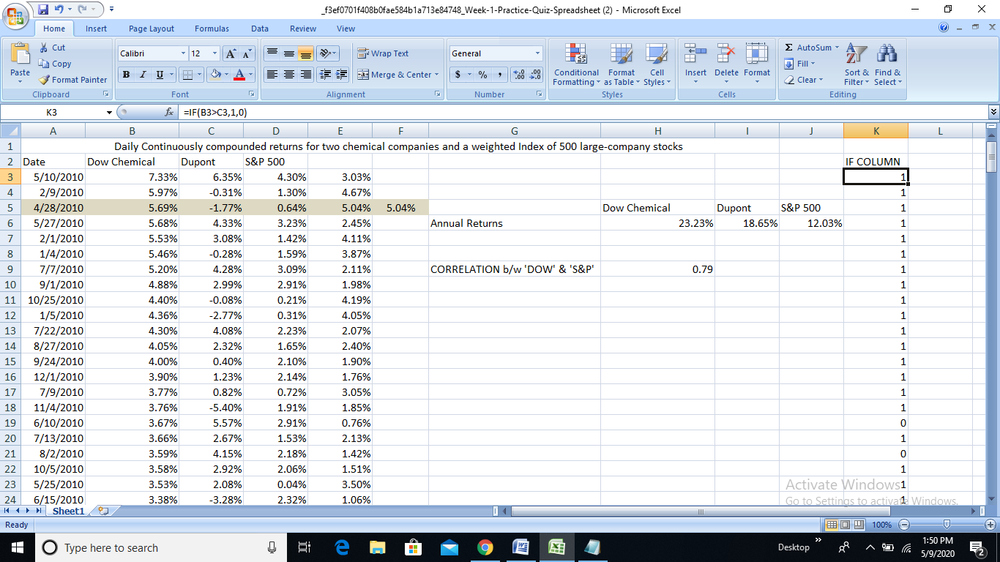 _f3ef0701f408b0fae584b1a713e84748_Week-1-Practice-Quiz-Spreadsheet (2) - Microsoft Excel
Home Insert Page Layout Formulas Data Review View
Paste
Cut
Copy
Format Painter
Clipboard
Calibri 12
B I U
Font
Wrap Text
Merge & Center
Alignment
General
$ % ,
Number
Conditional Formatting
Format as Table
Cell Styles
Styles
Insert Delete Format
Cells
Σ AutoSum
Fill
Clear
Sort & Filter
Find & Select
Editing
K3 fx =IF(B3>C3,1,0)
A B C D E F G H I J K L
1 Daily Continuously compounded returns for two chemical companies and a weighted Index of 500 large-company stocks
2 Date Dow Chemical Dupont S&P 500 IF COLUMN
3 5/10/2010 7.33% 6.35% 4.30% 3.03% 1
4 2/9/2010 5.97% -0.31% 1.30% 4.67% 1
5 4/28/2010 5.69% -1.77% 0.64% 5.04% 5.04% Dow Chemical Dupont S&P 500 1
6 5/27/2010 5.68% 4.33% 3.23% 2.45% Annual Returns 23.23% 18.65% 12.03% 1
7 2/1/2010 5.53% 3.08% 1.42% 4.11% 1
8 1/4/2010 5.46% -0.28% 1.59% 3.87% 1
9 7/7/2010 5.20% 4.28% 3.09% 2.11% CORRELATION b/w 'DOW' & 'S&P' 0.79 1
10 9/1/2010 4.88% 2.99% 2.91% 1.98% 1
11 10/25/2010 4.40% -0.08% 0.21% 4.19% 1
12 1/5/2010 4.36% -2.77% 0.31% 4.05% 1
13 7/22/2010 4.30% 4.08% 2.23% 2.07% 1
14 8/27/2010 4.05% 2.32% 1.65% 2.40% 1
15 9/24/2010 4.00% 0.40% 2.10% 1.90% 1
16 12/1/2010 3.90% 1.23% 2.14% 1.76% 1
17 7/9/2010 3.77% 0.82% 0.72% 3.05% 1
18 11/4/2010 3.76% -5.40% 1.91% 1.85% 1
19 6/10/2010 3.67% 5.57% 2.91% 0.76% 0
20 7/13/2010 3.66% 2.67% 1.53% 2.13% 1
21 8/2/2010 3.59% 4.15% 2.18% 1.42% 0
22 10/5/2010 3.58% 2.92% 2.06% 1.51% 1
23 5/25/2010 3.53% 2.08% 0.04% 3.50% 1
24 6/15/2010 3.38% -3.28% 2.32% 1.06% 1
Activate Windows
Go to Settings to activate Windows.
Sheet1
Ready 100%
Type here to search
Desktop
1:50 PM
5/9/2020
2